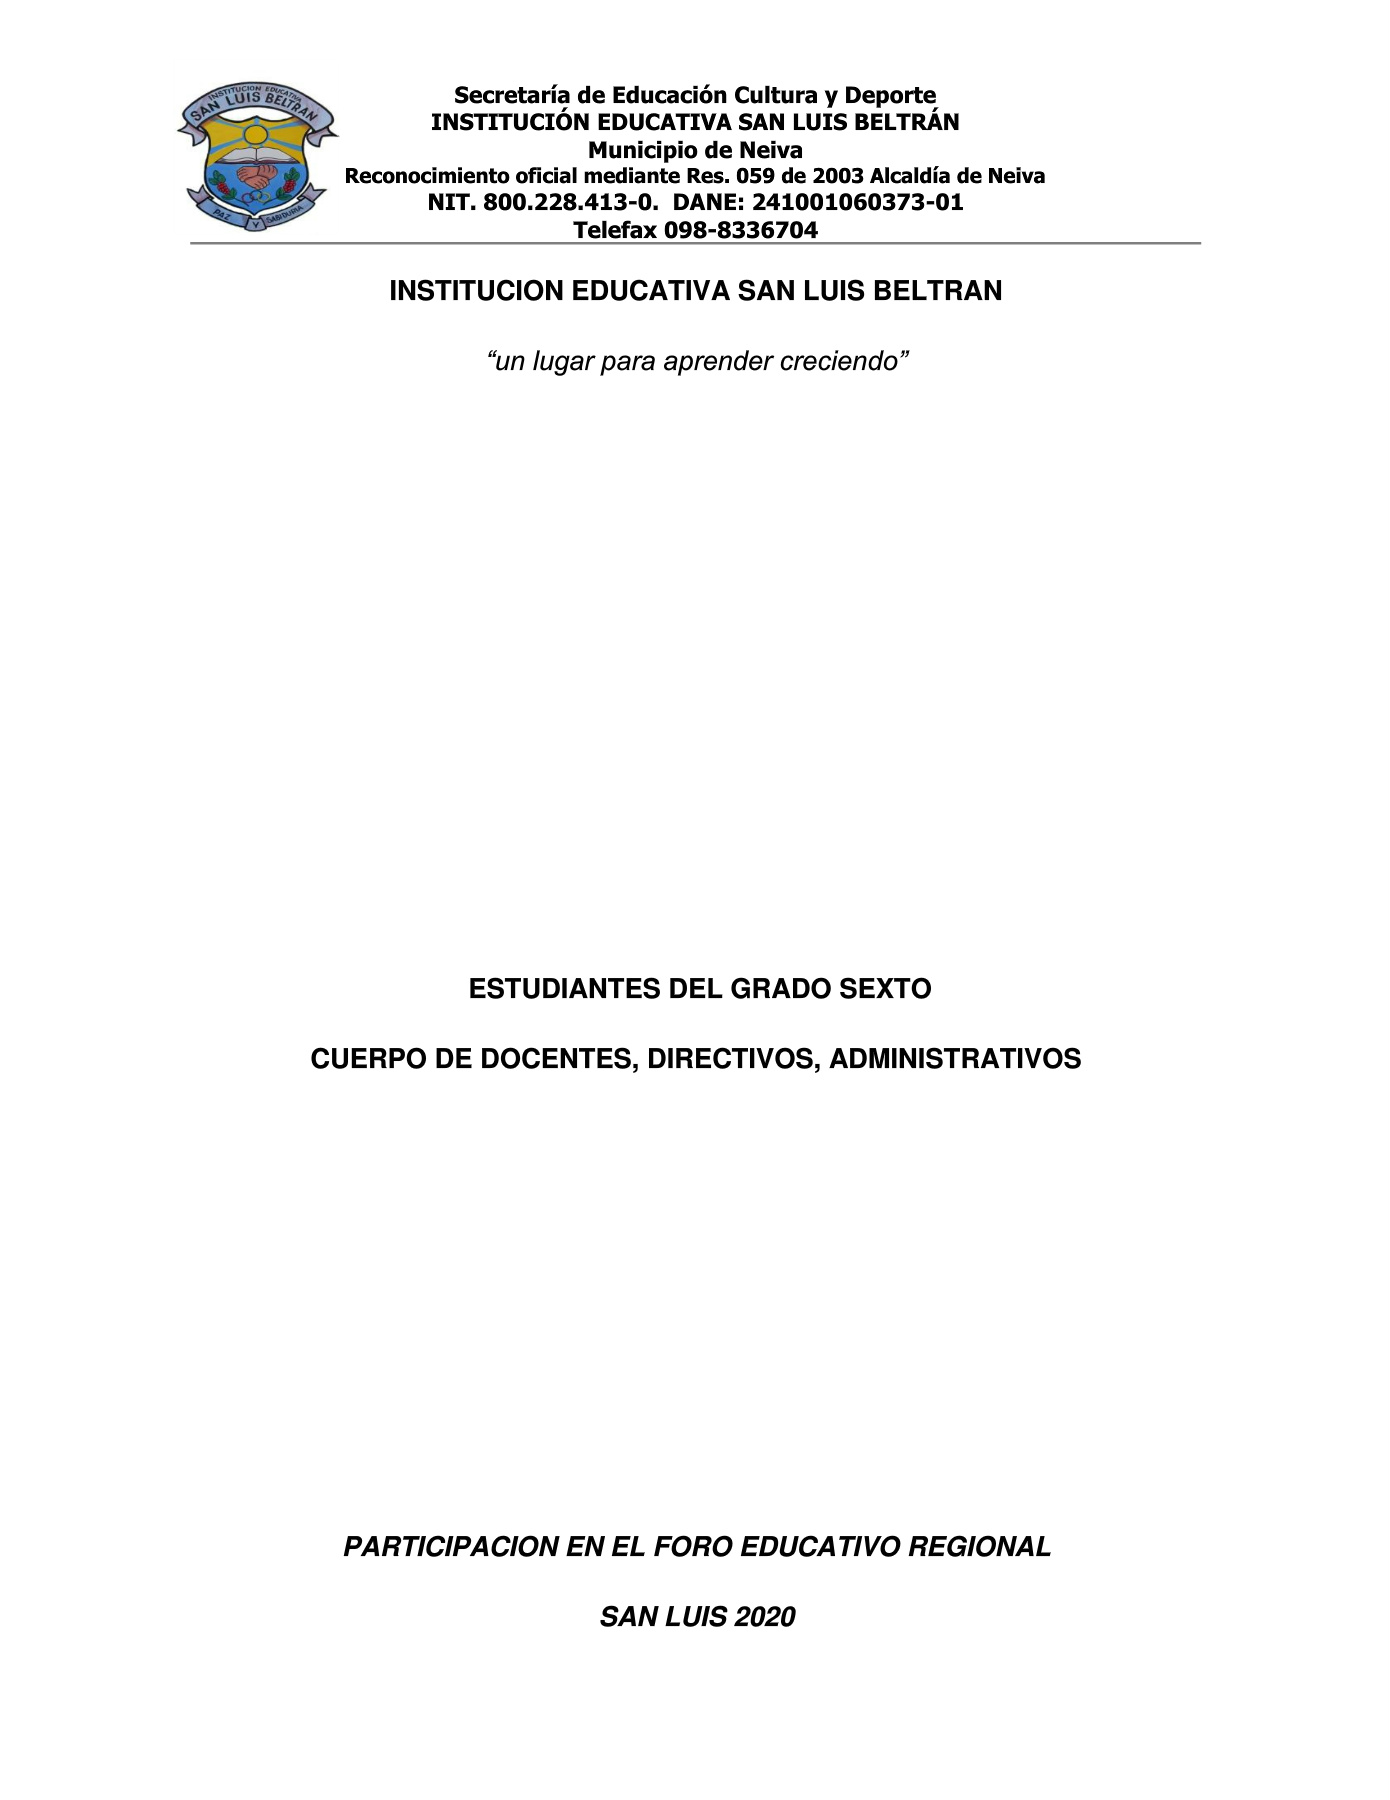 INSTITUCION EDUCATIVA
SAN LUIS BELTRAN
PAZ Y SABIDURIA
Secretaría de Educación Cultura y Deporte
INSTITUCIÓN EDUCATIVA SAN LUIS BELTRÁN
Municipio de Neiva
Reconocimiento oficial mediante Res. 059 de 2003 Alcaldía de Neiva
NIT. 800.228.413-0.  DANE: 241001060373-01
Telefax 098-8336704
INSTITUCION EDUCATIVA SAN LUIS BELTRAN
“un lugar para aprender creciendo”
ESTUDIANTES DEL GRADO SEXTO
CUERPO DE DOCENTES, DIRECTIVOS, ADMINISTRATIVOS
PARTICIPACION EN EL FORO EDUCATIVO REGIONAL
SAN LUIS 2020